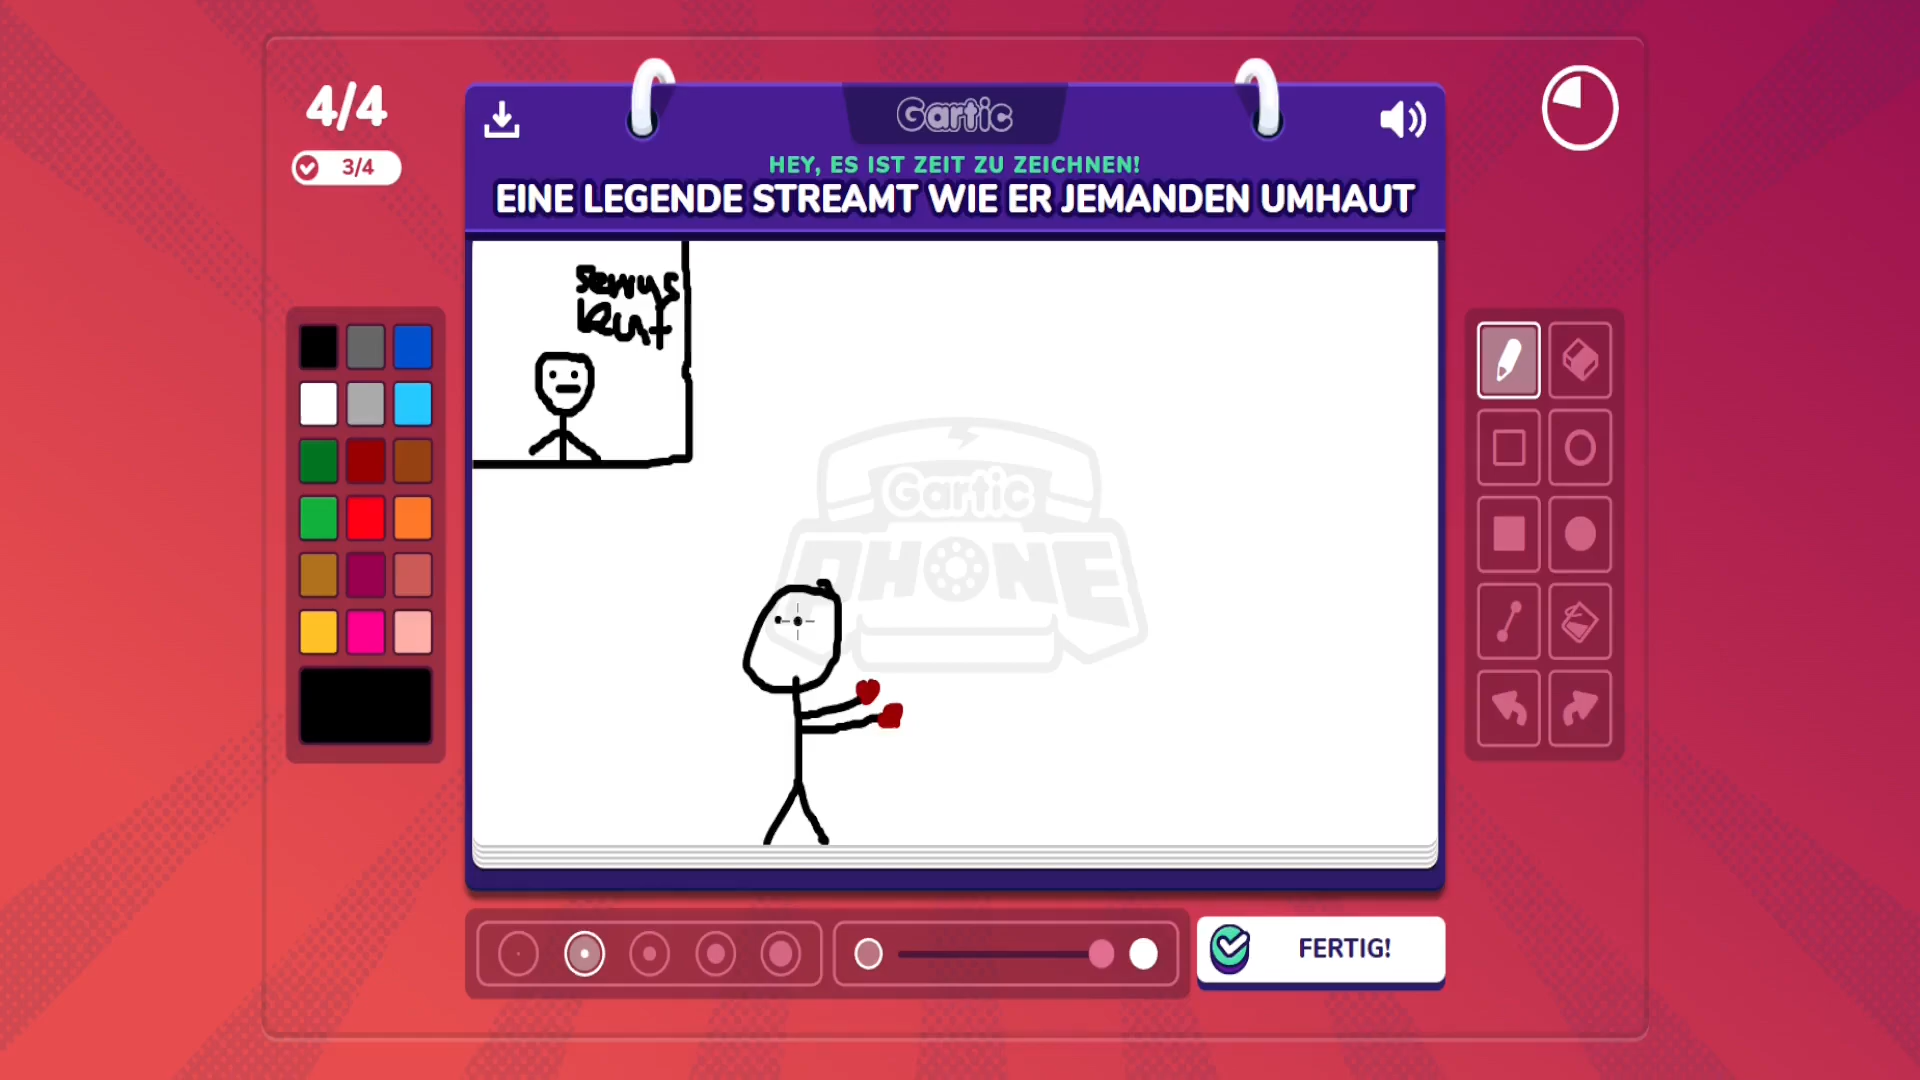 4/4
3/4
Gartic
HEY, ES IST ZEIT ZU ZEICHNEN!
EINE LEGENDE STREAMT WIE ER JEMANDEN UMHAUT
Servus
Gartic
PHONE
FERTIG!